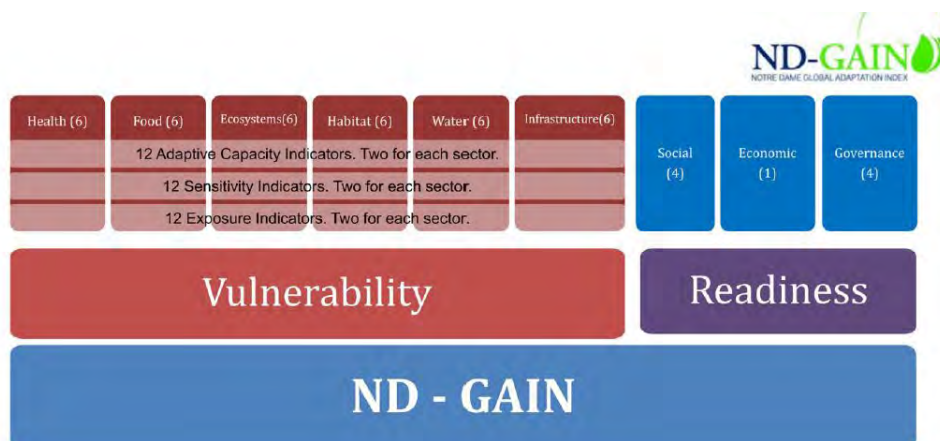 ND-GAIN
NOTRE DAME GLOBAL ADAPTATION INDEX
Health (6)
Food (6)
Ecosystems(6)
Habitat (6)
Water (6)
Infrastructure(6)
12 Adaptive Capacity Indicators. Two for each sector.
12 Sensitivity Indicators. Two for each sector.
12 Exposure Indicators. Two for each sector.
Social
(4)
Economic
(1)
Governance
(4)
Vulnerability
Readiness
ND - GAIN